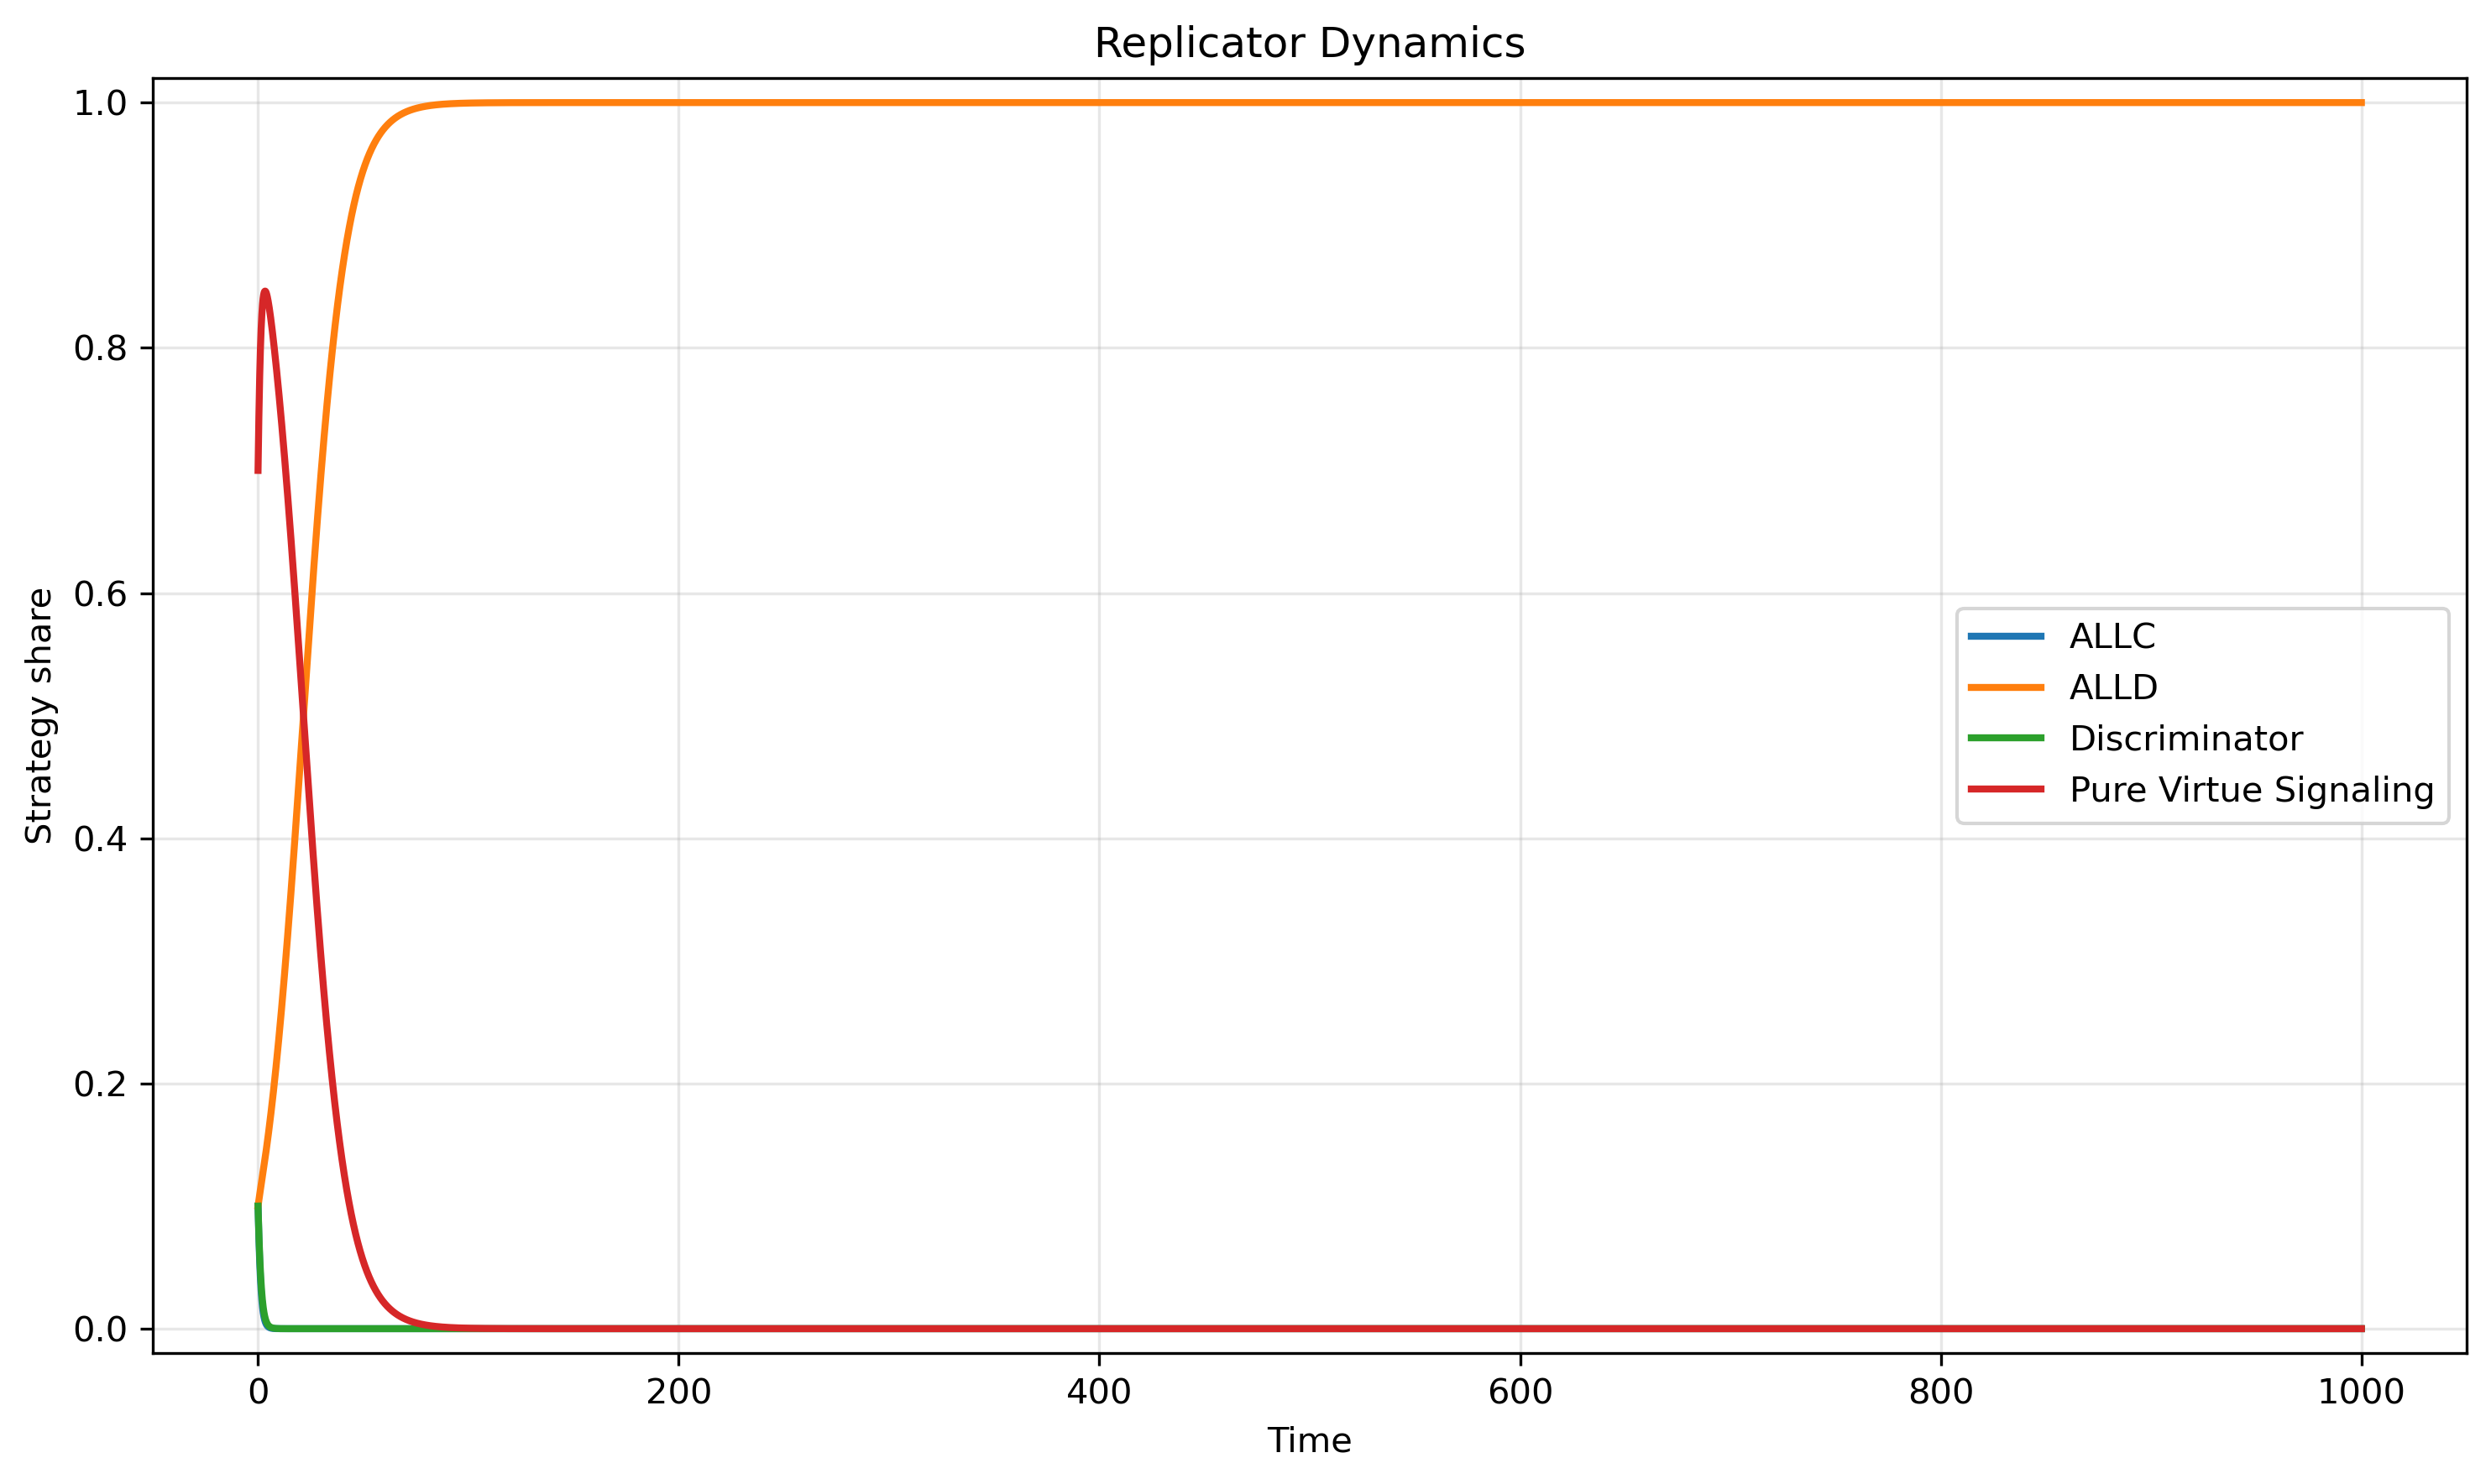 Replicator Dynamics
Strategy share
1.0
0.8
0.6
0.4
0.2
0.0
ALLC
ALLD
Discriminator
Pure Virtue Signaling
0 200 400 600 800 1000
Time